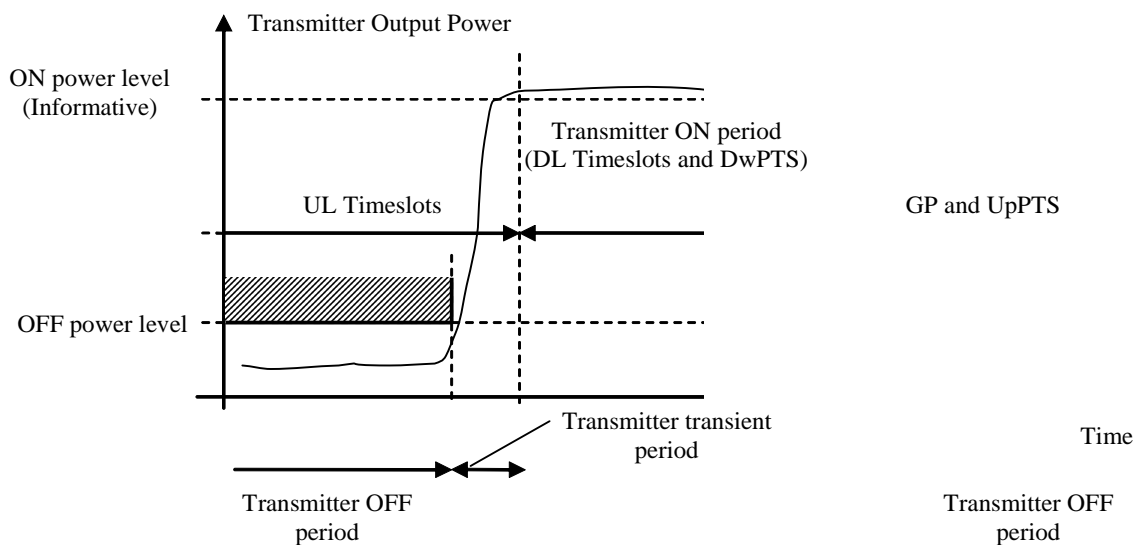 Transmitter Output Power
ON power level
(Informative)
Transmitter ON period
(DL Timeslots and DwPTS)
UL Timeslots
GP and UpPTS
OFF power level
Transmitter transient
period
Time
Transmitter OFF
period
Transmitter OFF
period